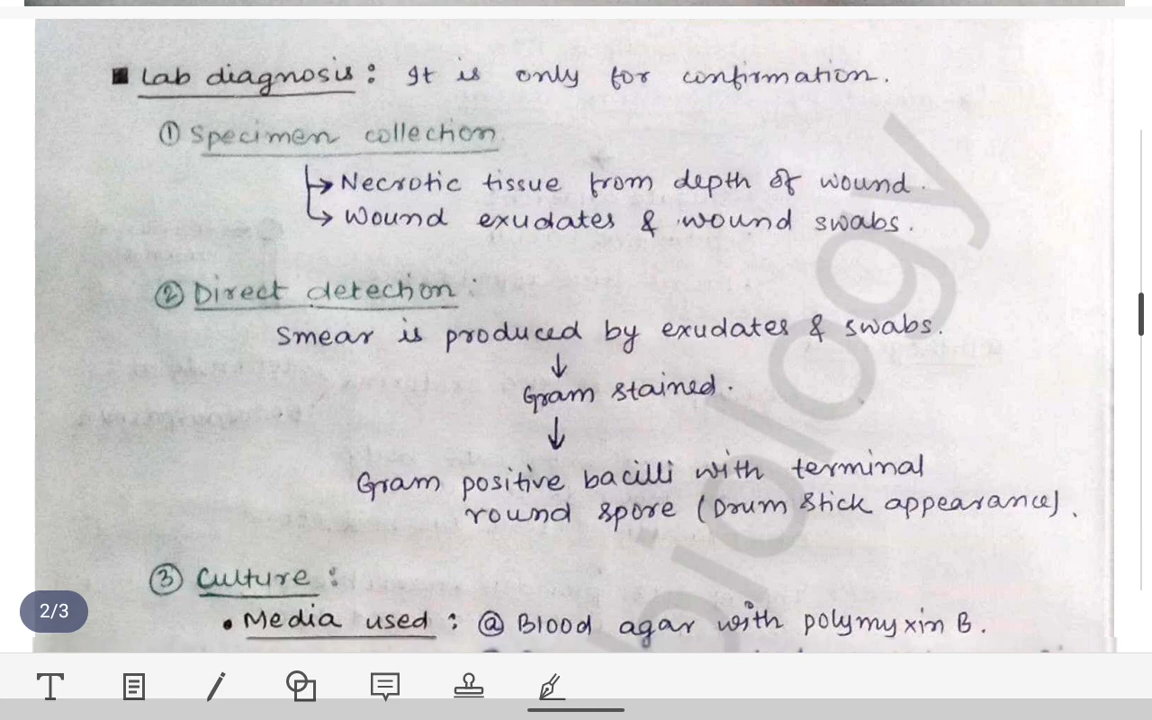 ■ Lab diagnosis : It is only for confirmation.
① Specimen collection
↳ Necrotic tissue from depth of wound.
↳ Wound exudates & wound swabs.
② Direct detection :
Smear is produced by exudates & swabs.
↓
Gram stained.
↓
Gram positive bacilli with terminal
round spore (Drum stick appearance).
③ Culture :
2/3
• Media used : @ Blood agar with polymyxin B.
biology
T